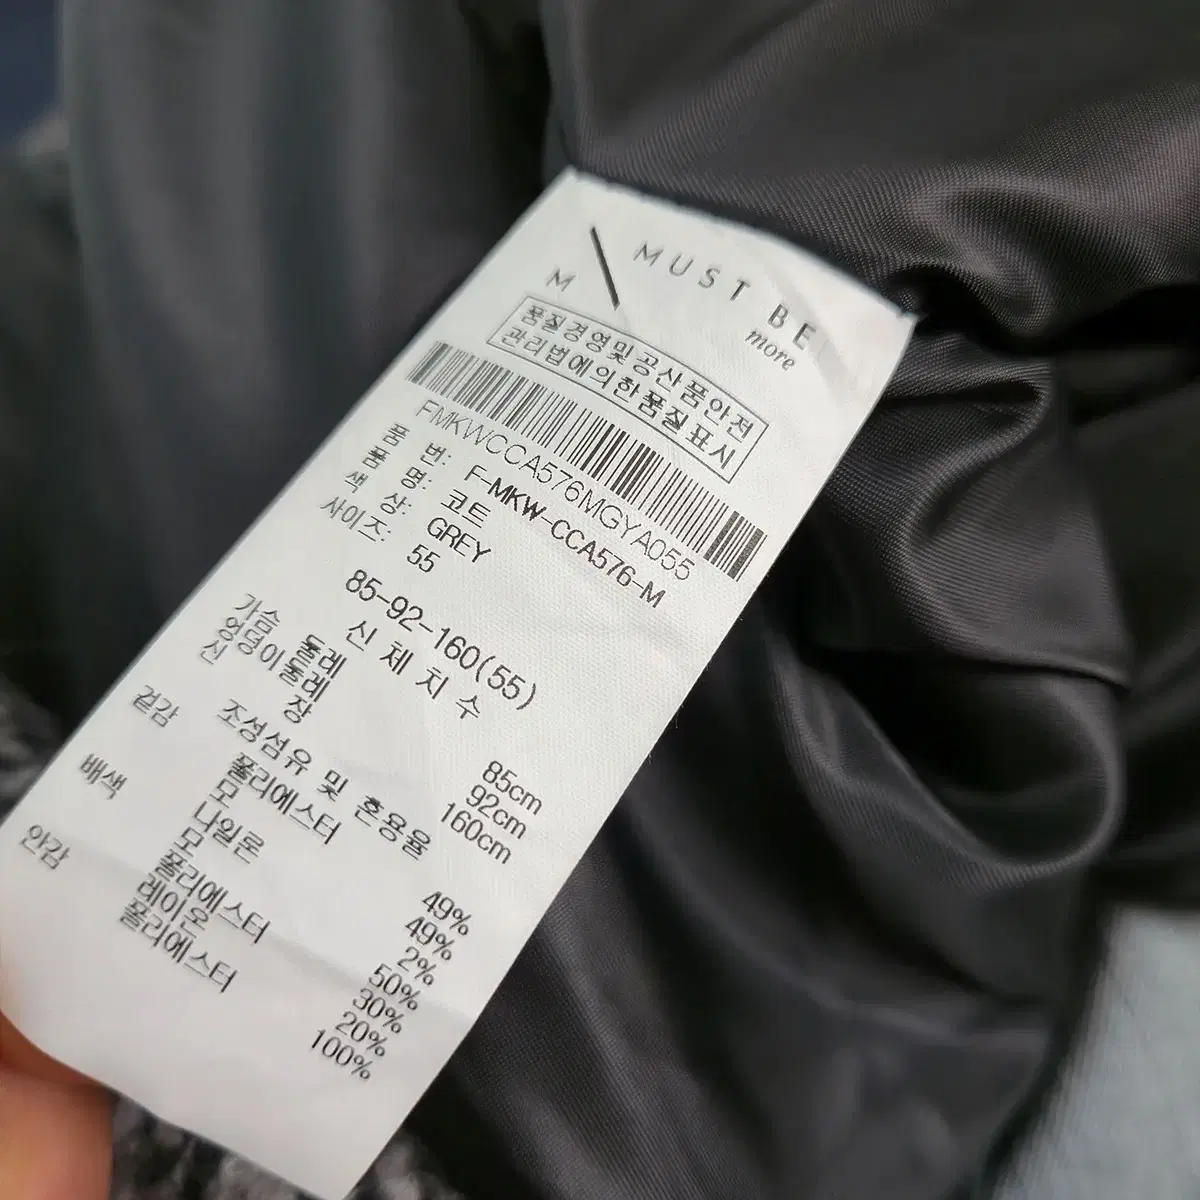 M MUST BE
more
품질경영및공산품안전
관리법에의한품질표시
FMKWCCA576MGYA055
품 번: F-MKW-CCA576-M
품 명: 코트
색 상: GREY
사이즈: 55
85-92-160(55)
신 체 치 수
가슴 둘레 85cm
엉덩이둘레 92cm
신 장 160cm
조성섬유 및 혼용율
겉감 폴리에스터 49%
모 49%
나일론 2%
배색 모 50%
폴리에스터 30%
레이온 20%
안감 폴리에스터 100%